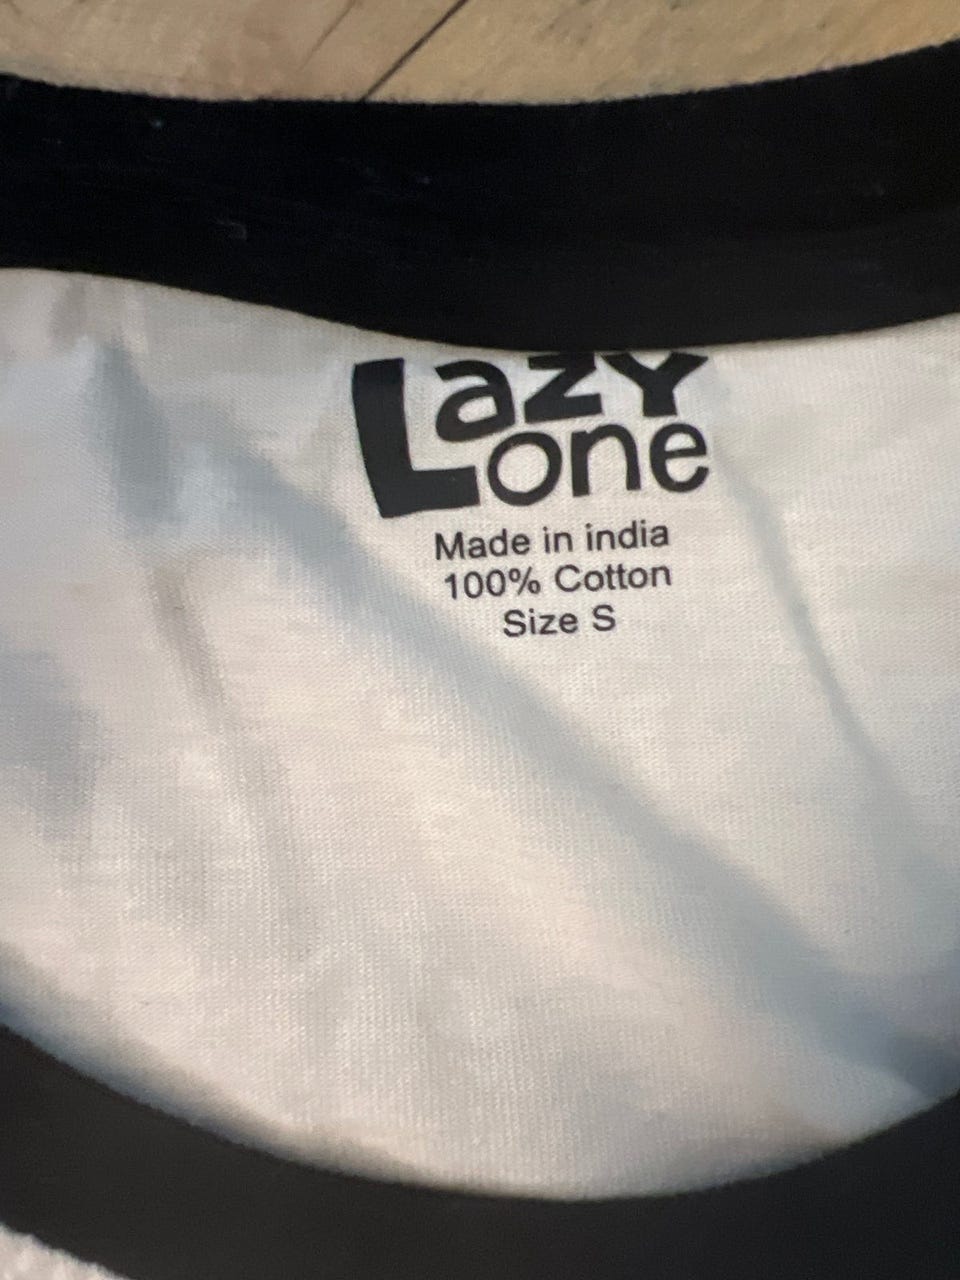 Lazy
one
Made in india
100% Cotton
Size S